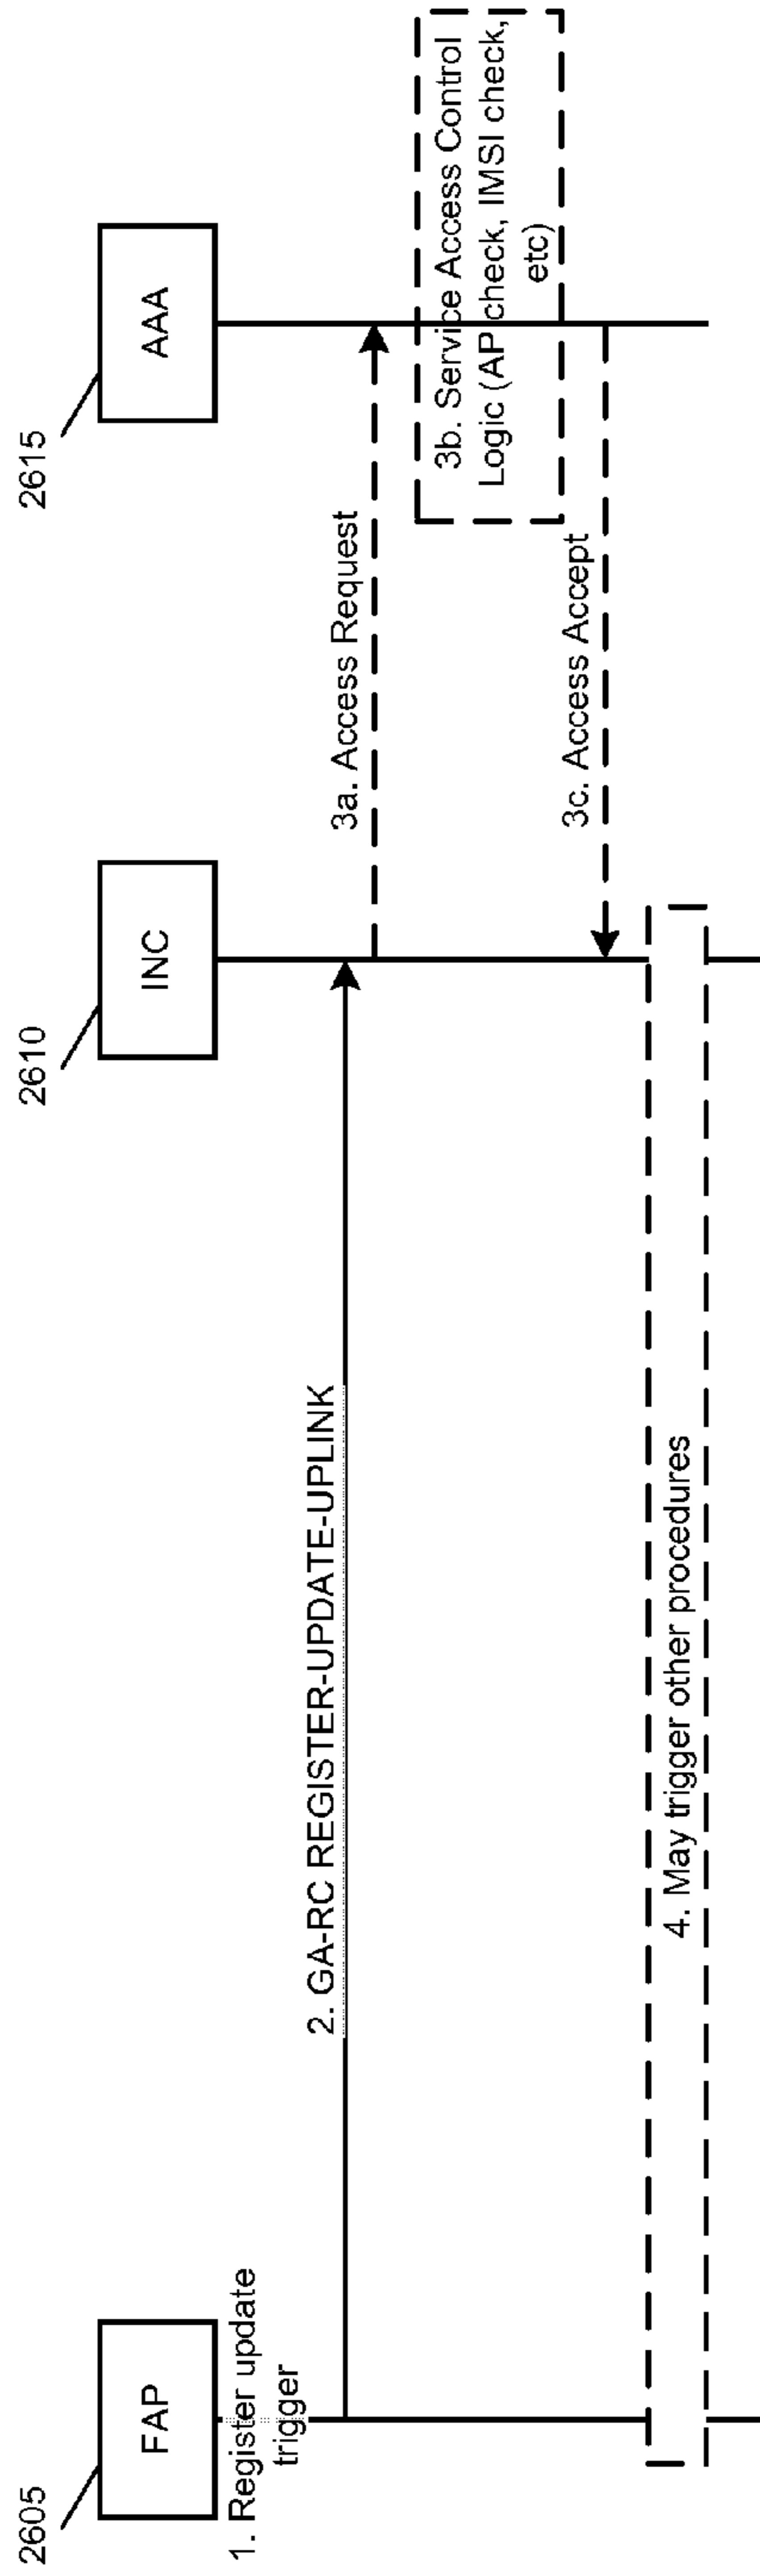 2605
2610
2615
FAP
INC
AAA
1. Register update
trigger
2. GA-RC REGISTER-UPDATE-UPLINK
3a. Access Request
3b. Service Access Control
Logic (AP check, IMSI check,
etc)
3c. Access Accept
4. May trigger other procedures